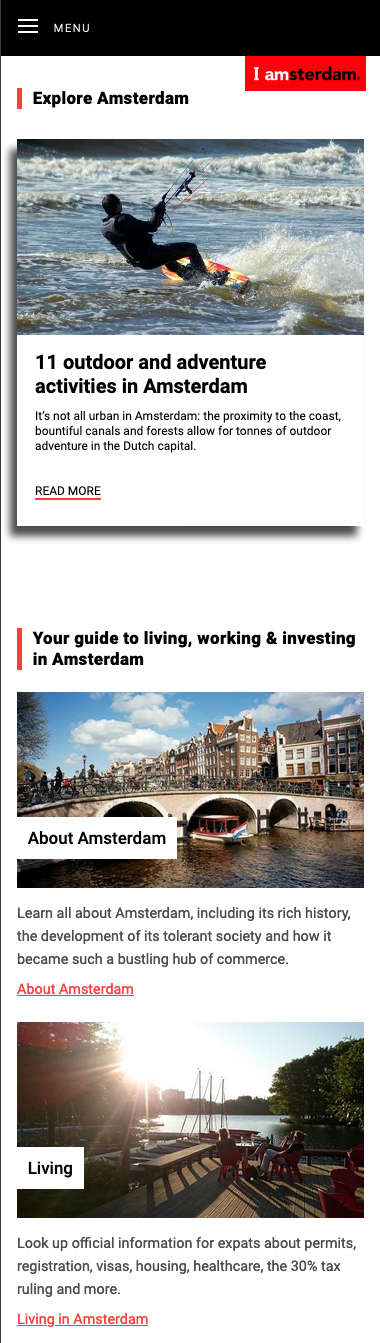 MENU
I amsterdam.
Explore Amsterdam
11 outdoor and adventure
activities in Amsterdam
It's not all urban in Amsterdam: the proximity to the coast,
bountiful canals and forests allow for tonnes of outdoor
adventure in the Dutch capital.
READ MORE
Your guide to living, working & investing
in Amsterdam
About Amsterdam
Learn all about Amsterdam, including its rich history,
the development of its tolerant society and how it
became such a bustling hub of commerce.
About Amsterdam
Living
Look up official information for expats about permits,
registration, visas, housing, healthcare, the 30% tax
ruling and more.
Living in Amsterdam